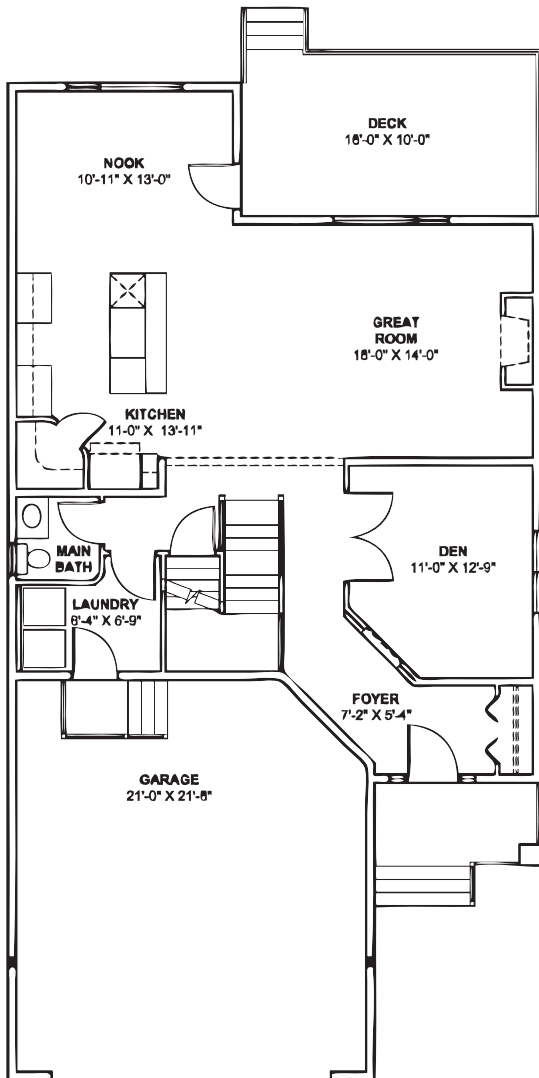 DECK
16'-0" X 10'-0"
NOOK
10'-11" X 13'-0"
GREAT
ROOM
16'-0" X 14'-0"
KITCHEN
11-0" X 13'-11"
MAIN
BATH
DEN
11'-0" X 12'-9"
LAUNDRY
6'-4" X 6'-9"
FOYER
7'-2" X 5'-4"
GARAGE
21'-0" X 21'-8"